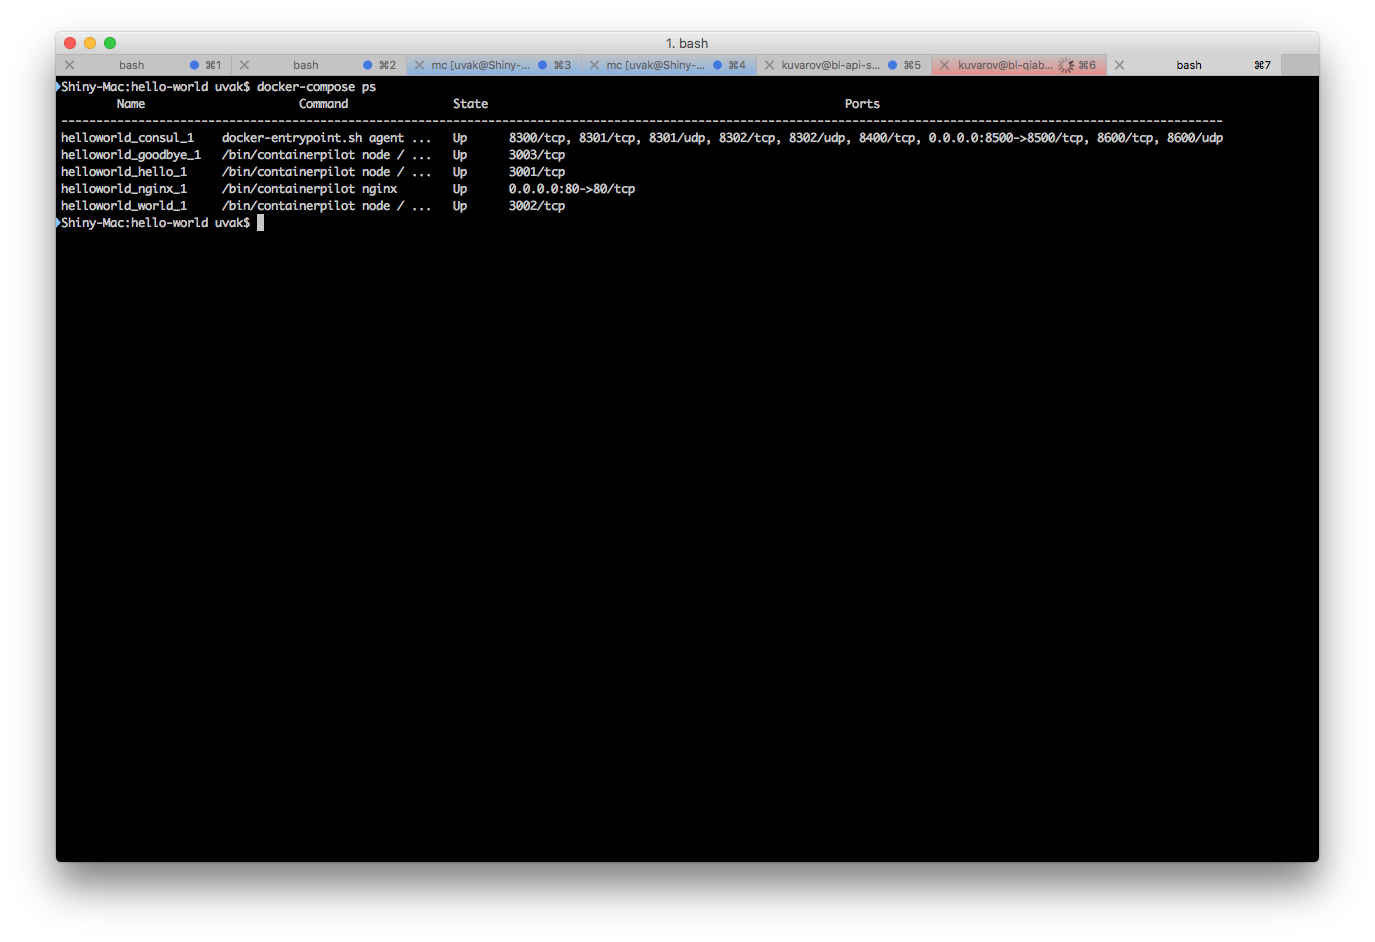 1. bash
bash ⌘1 bash ⌘2 mc [uvak@Shiny-... ⌘3 mc [uvak@Shiny-... ⌘4 kuvarov@bl-api-s... ⌘5 kuvarov@bl-qiab... ⌘6 bash ⌘7
Shiny-Mac:hello-world uvak$ docker-compose ps
Name Command State Ports
--------------------------------------------------------------------------------------------------------------------------------------------------------------------
helloworld_consul_1 docker-entrypoint.sh agent ... Up 8300/tcp, 8301/tcp, 8301/udp, 8302/tcp, 8302/udp, 8400/tcp, 0.0.0.0:8500->8500/tcp, 8600/tcp, 8600/udp
helloworld_goodbye_1 /bin/containerpilot node / ... Up 3003/tcp
helloworld_hello_1 /bin/containerpilot node / ... Up 3001/tcp
helloworld_nginx_1 /bin/containerpilot nginx Up 0.0.0.0:80->80/tcp
helloworld_world_1 /bin/containerpilot node / ... Up 3002/tcp
Shiny-Mac:hello-world uvak$